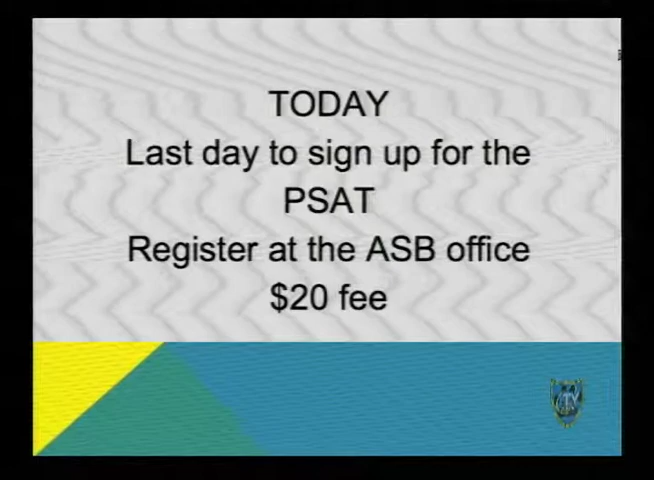 TODAY
Last day to sign up for the
PSAT
Register at the ASB office
$20 fee